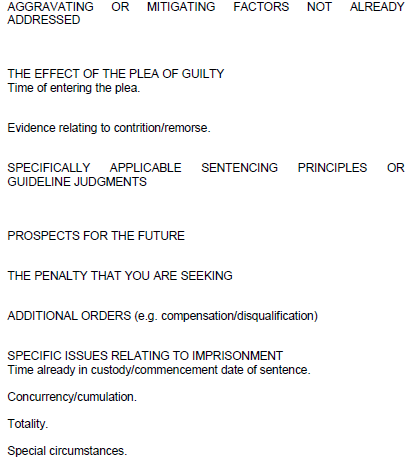 AGGRAVATING OR MITIGATING FACTORS NOT ALREADY
ADDRESSED
THE EFFECT OF THE PLEA OF GUILTY
Time of entering the plea.
Evidence relating to contrition/remorse.
SPECIFICALLY APPLICABLE SENTENCING PRINCIPLES OR
GUIDELINE JUDGMENTS
PROSPECTS FOR THE FUTURE
THE PENALTY THAT YOU ARE SEEKING
ADDITIONAL ORDERS (e.g. compensation/disqualification)
SPECIFIC ISSUES RELATING TO IMPRISONMENT
Time already in custody/commencement date of sentence.
Concurrency/cumulation.
Totality.
Special circumstances.